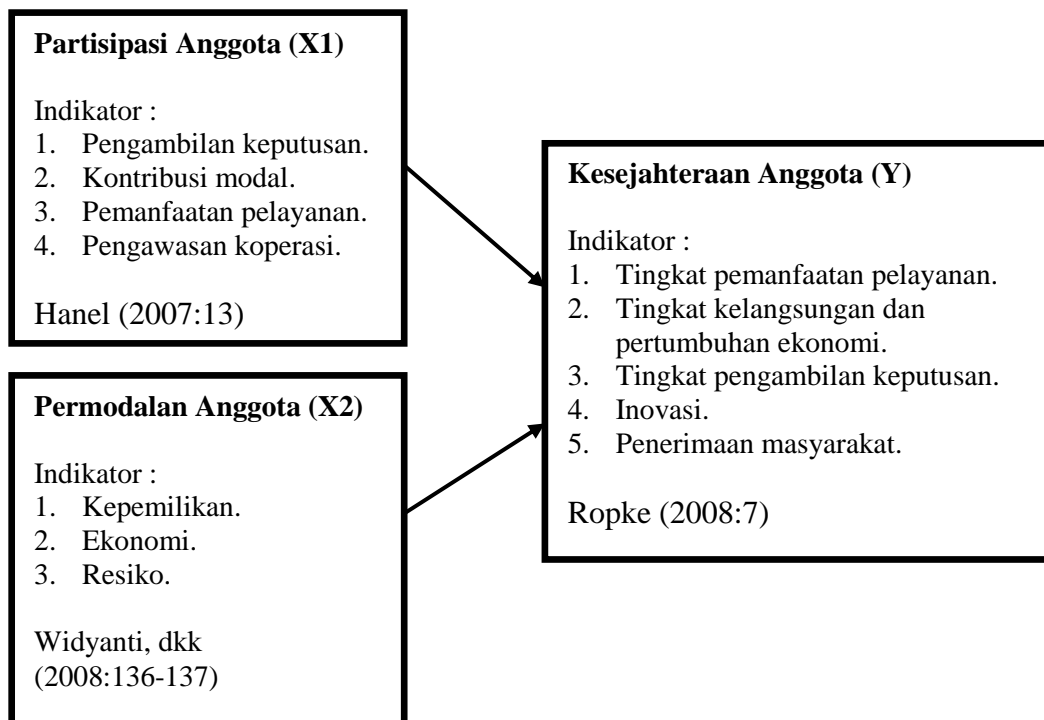 Partisipasi Anggota (X1)
Indikator :
1. Pengambilan keputusan.
2. Kontribusi modal.
3. Pemanfaatan pelayanan.
4. Pengawasan koperasi.
Hanel (2007:13)
Permodalan Anggota (X2)
Indikator :
1. Kepemilikan.
2. Ekonomi.
3. Resiko.
Widyanti, dkk
(2008:136-137)
Kesejahteraan Anggota (Y)
Indikator :
1. Tingkat pemanfaatan pelayanan.
2. Tingkat kelangsungan dan
pertumbuhan ekonomi.
3. Tingkat pengambilan keputusan.
4. Inovasi.
5. Penerimaan masyarakat.
Ropke (2008:7)